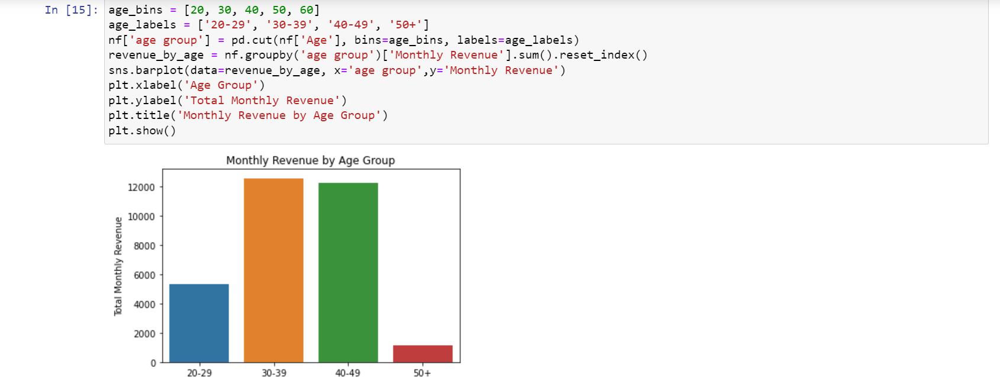 In [15]: age_bins = [20, 30, 40, 50, 60]
age_labels = ['20-29', '30-39', '40-49', '50+']
nf['age group'] = pd.cut(nf['Age'], bins=age_bins, labels=age_labels)
revenue_by_age = nf.groupby('age group')['Monthly Revenue'].sum().reset_index()
sns.barplot(data=revenue_by_age, x='age group',y='Monthly Revenue')
plt.xlabel('Age Group')
plt.ylabel('Total Monthly Revenue')
plt.title('Monthly Revenue by Age Group')
plt.show()
Monthly Revenue by Age Group
Total Monthly Revenue
12000
10000
8000
6000
4000
2000
0
20-29 30-39 40-49 50+